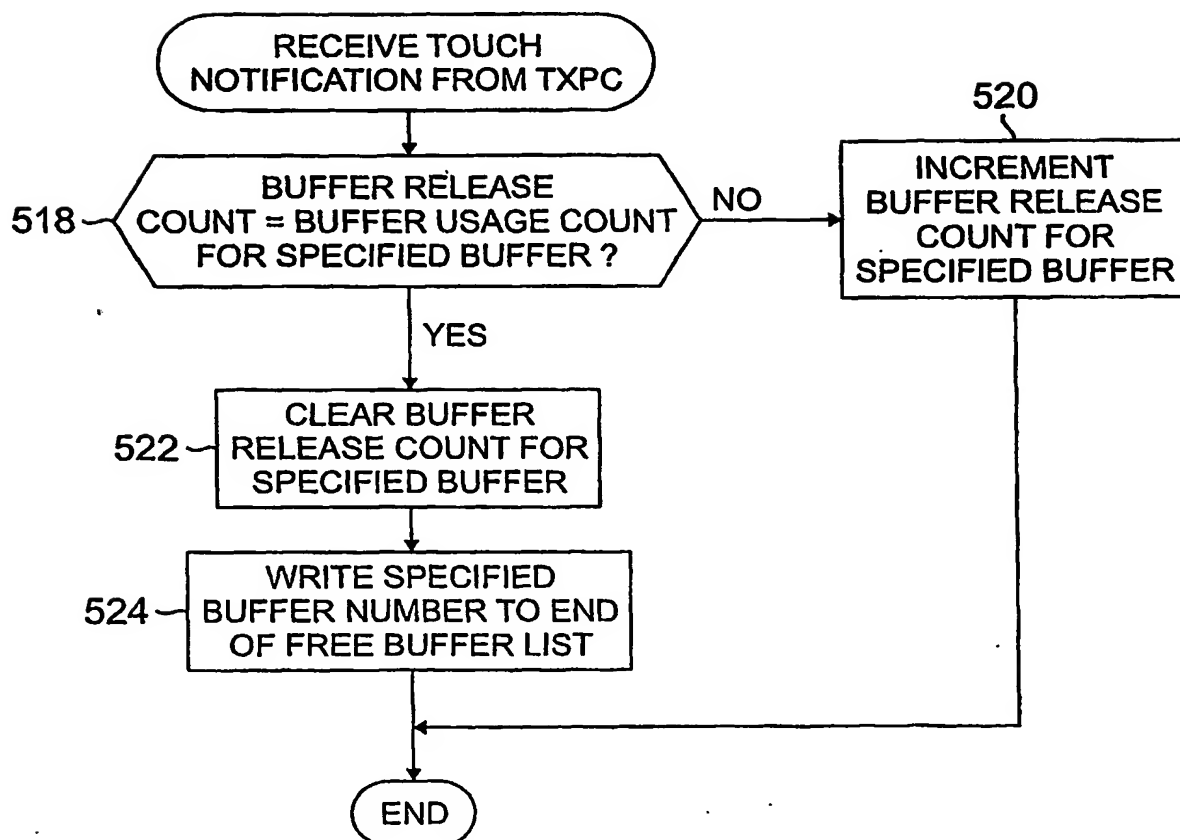 RECEIVE TOUCH
NOTIFICATION FROM TXPC
518
BUFFER RELEASE
COUNT = BUFFER USAGE COUNT
FOR SPECIFIED BUFFER ?
NO
520
INCREMENT
BUFFER RELEASE
COUNT FOR
SPECIFIED BUFFER
YES
522
CLEAR BUFFER
RELEASE COUNT FOR
SPECIFIED BUFFER
524
WRITE SPECIFIED
BUFFER NUMBER TO END
OF FREE BUFFER LIST
END